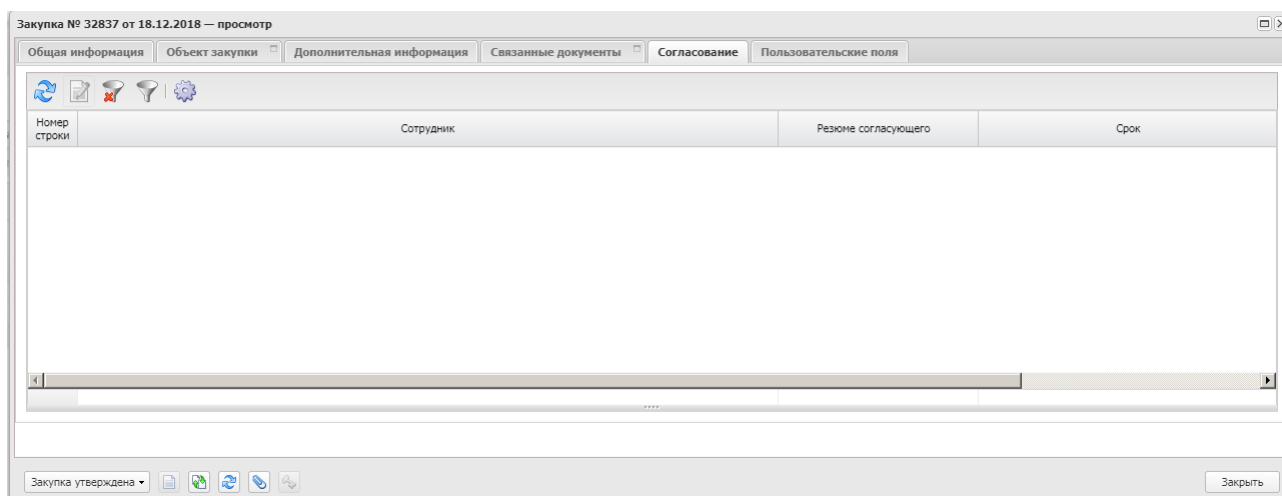 Закупка № 32837 от 18.12.2018 — просмотр
Общая информация Объект закупки Дополнительная информация Связанные документы Согласование Пользовательские поля
Номер строки Сотрудник Резюме согласующего Срок
Закупка утверждена Закрыть